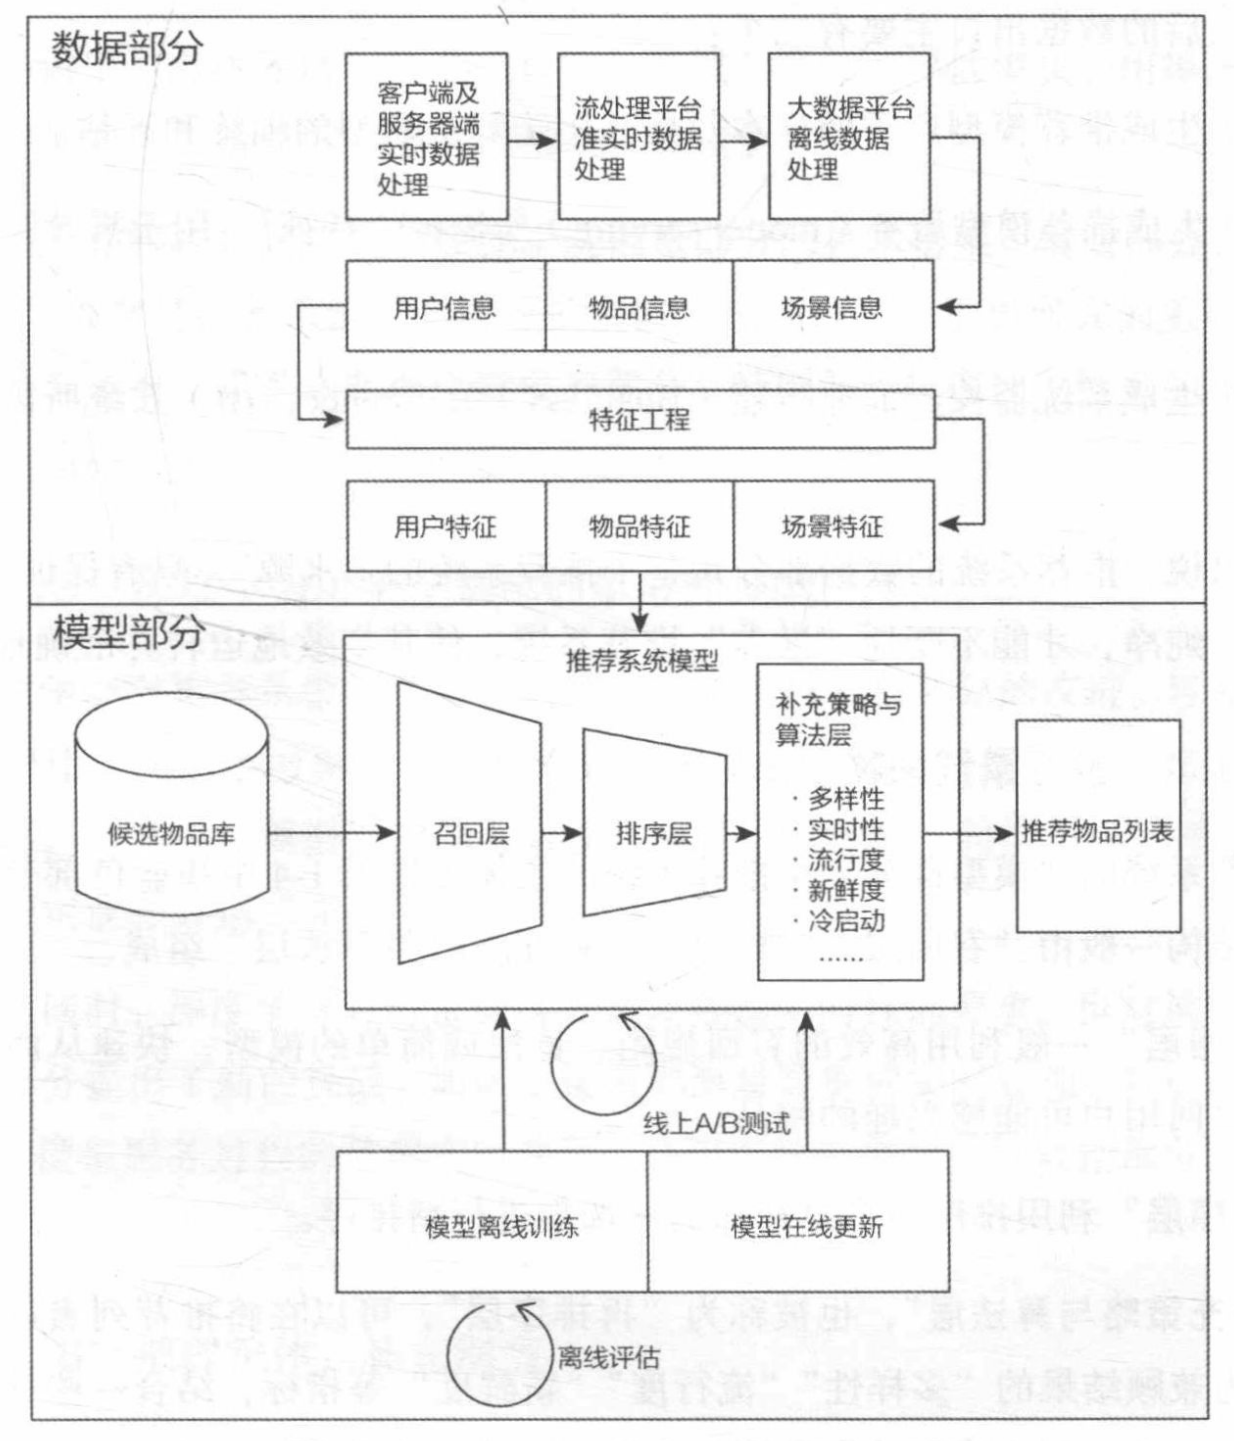 数据部分
客户端及
服务器端
实时数据
处理
流处理平台
准实时数据
处理
大数据平台
离线数据
处理
用户信息
物品信息
场景信息
特征工程
用户特征
物品特征
场景特征
模型部分
推荐系统模型
候选物品库
召回层
排序层
补充策略与
算法层
·多样性
·实时性
·流行度
·新鲜度
·冷启动
……
推荐物品列表
线上A/B测试
模型离线训练
模型在线更新
离线评估